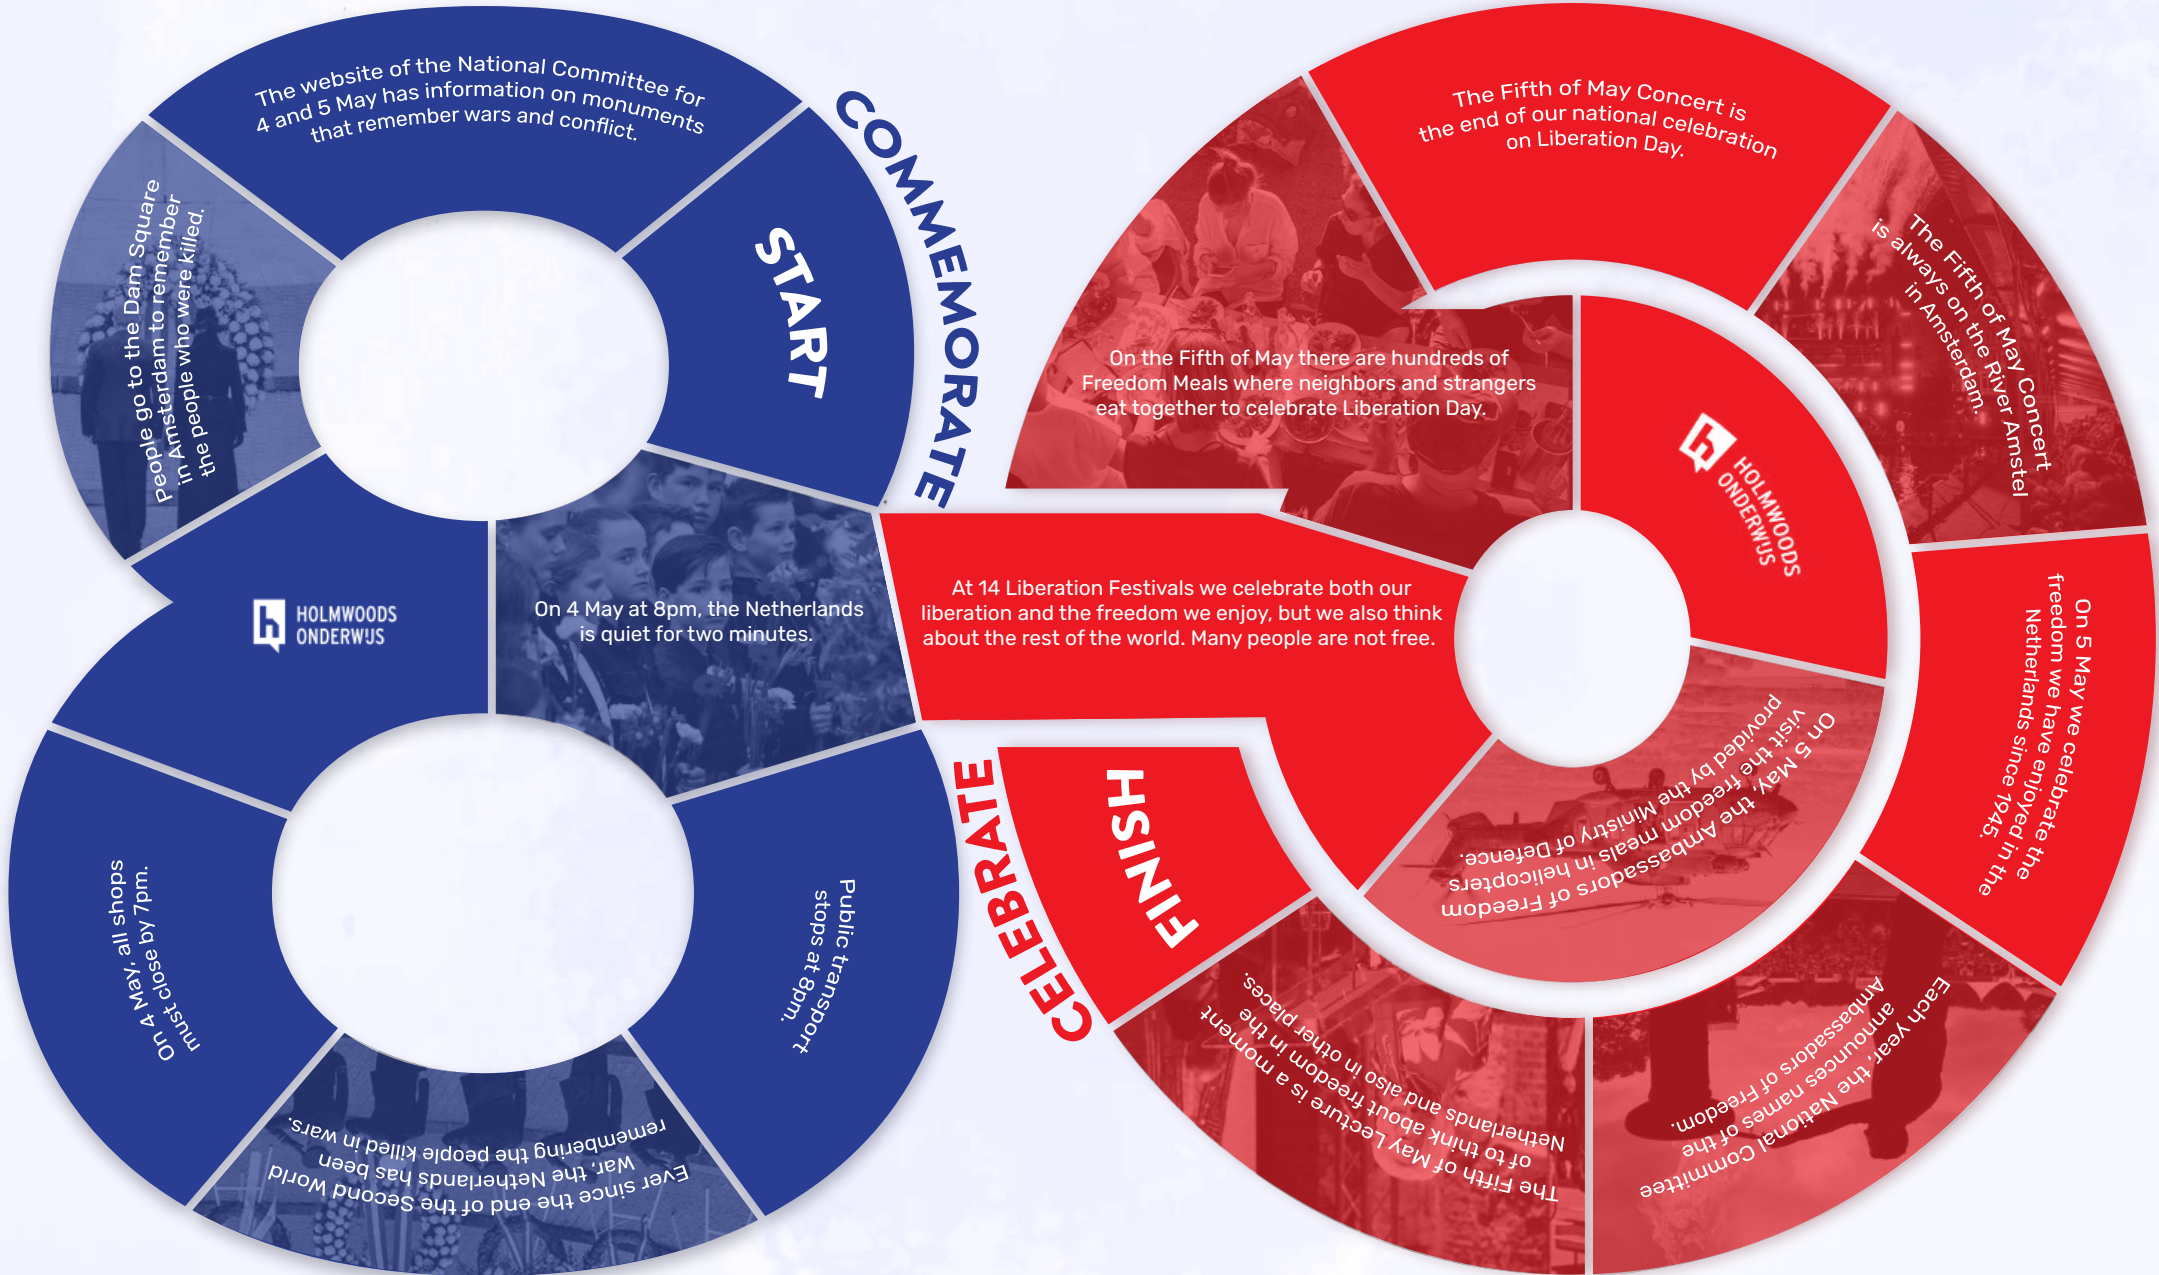 COMMEMORATE
START
The website of the National Committee for
4 and 5 May has information on monuments
that remember wars and conflict.
People go to the Dam Square
in Amsterdam to remember
the people who were killed.
HOLMWOODS
ONDERWIJS
On 4 May, all shops
must close by 7pm.
Ever since the end of the Second World
War, the Netherlands has been
remembering the people killed in wars.
Public transport
stops at 8pm.
On 4 May at 8pm, the Netherlands
is quiet for two minutes.
At 14 Liberation Festivals we celebrate both our
liberation and the freedom we enjoy, but we also think
about the rest of the world. Many people are not free.
On 5 May, the Ambassadors of Freedom
visit the freedom meals in helicopters
provided by the Ministry of Defence.
HOLMWOODS
ONDERWIJS
On the Fifth of May there are hundreds of
Freedom Meals where neighbors and strangers
eat together to celebrate Liberation Day.
The Fifth of May Concert is
the end of our national celebration
on Liberation Day.
The Fifth of May Concert
is always on the River Amstel
in Amsterdam.
On 5 May we celebrate the
freedom we have enjoyed in the
Netherlands since 1945.
Each year, the National Committee
announces names of the
Ambassadors of Freedom.
The Fifth of May Lecture is a moment
of to think about freedom in the
Netherlands and also in other places.
FINISH
CELEBRATE